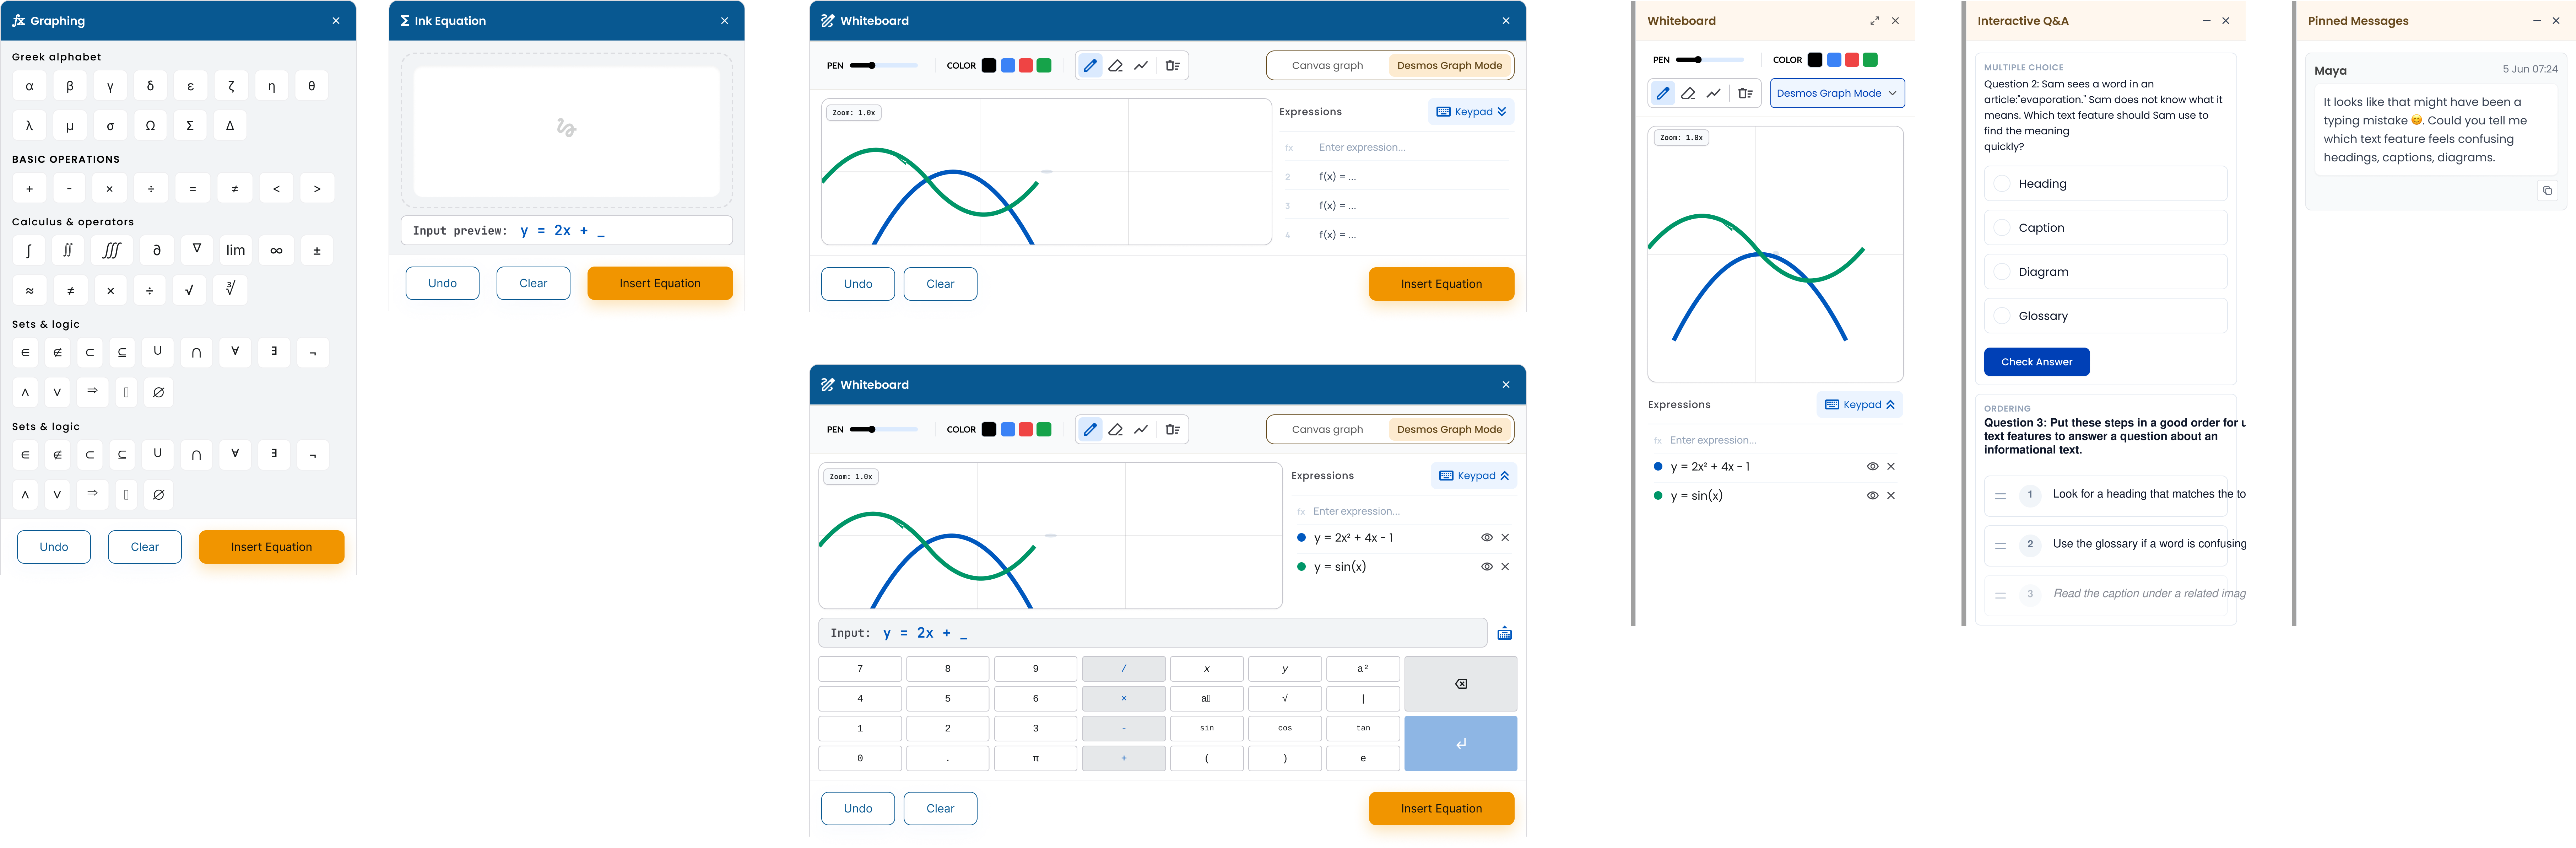 Graphing
Greek alphabet
α β γ δ ε ζ η θ
λ μ σ Ω Σ Δ
BASIC OPERATIONS
+ - × ÷ = ≠ < >
Calculus & operators
∫ ∬ ∭ ∂ ∇ lim ∞ ±
≈ ≠ × ÷ √ ∛
Sets & logic
∈ ∉ ⊂ ⊆ ∪ ∩ ∀ ∃ ¬
∧ ∨ ⇒ ∅
Sets & logic
∈ ∉ ⊂ ⊆ ∪ ∩ ∀ ∃ ¬
∧ ∨ ⇒ ∅
Undo Clear Insert Equation
Σ Ink Equation
Input preview: y = 2x + _
Undo Clear Insert Equation
Whiteboard
PEN COLOR Canvas graph Desmos Graph Mode
Zoom: 1.0x
Expressions Keypad
fx Enter expression...
2 f(x) = ...
3 f(x) = ...
4 f(x) = ...
Undo Clear Insert Equation
Whiteboard
PEN COLOR Canvas graph Desmos Graph Mode
Zoom: 1.0x
Expressions Keypad
fx Enter expression...
y = 2x² + 4x − 1
y = sin(x)
Input: y = 2x + _
7 8 9 / x y a²
4 5 6 × a √ |
1 2 3 - sin cos tan
0 . π + ( ) e
Undo Clear Insert Equation
Whiteboard
PEN COLOR
Desmos Graph Mode
Zoom: 1.0x
Expressions Keypad
fx Enter expression...
y = 2x² + 4x − 1
y = sin(x)
Interactive Q&A
MULTIPLE CHOICE
Question 2: Sam sees a word in an
article:"evaporation." Sam does not know what it
means. Which text feature should Sam use to
find the meaning
quickly?
Heading
Caption
Diagram
Glossary
Check Answer
ORDERING
Question 3: Put these steps in a good order for u
text features to answer a question about an
informational text.
1 Look for a heading that matches the to
2 Use the glossary if a word is confusing
3 Read the caption under a related imag
Pinned Messages
Maya 5 Jun 07:24
It looks like that might have been a
typing mistake 😊. Could you tell me
which text feature feels confusing
headings, captions, diagrams.